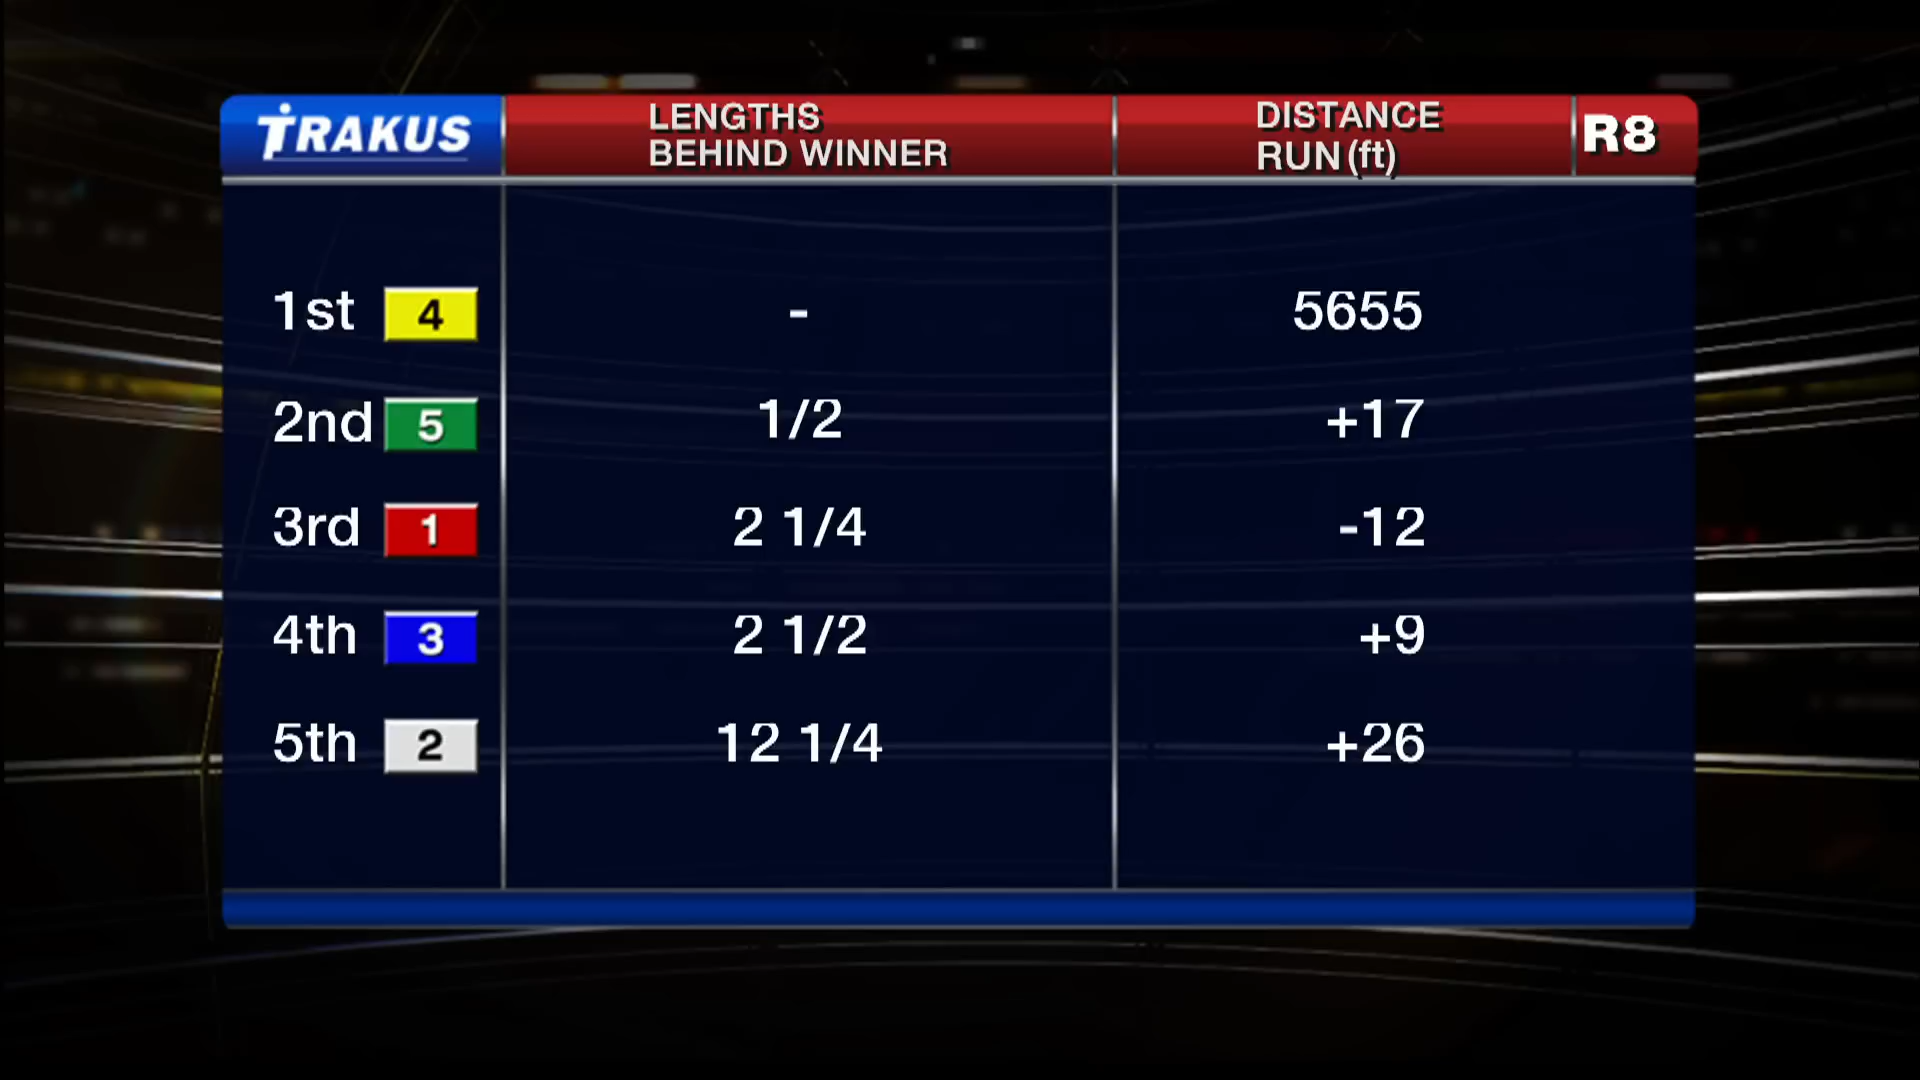 TRAKUS
LENGTHS
BEHIND WINNER
DISTANCE
RUN (ft)
R8
1st 4 - 5655
2nd 5 1/2 +17
3rd 1 2 1/4 -12
4th 3 2 1/2 +9
5th 2 12 1/4 +26